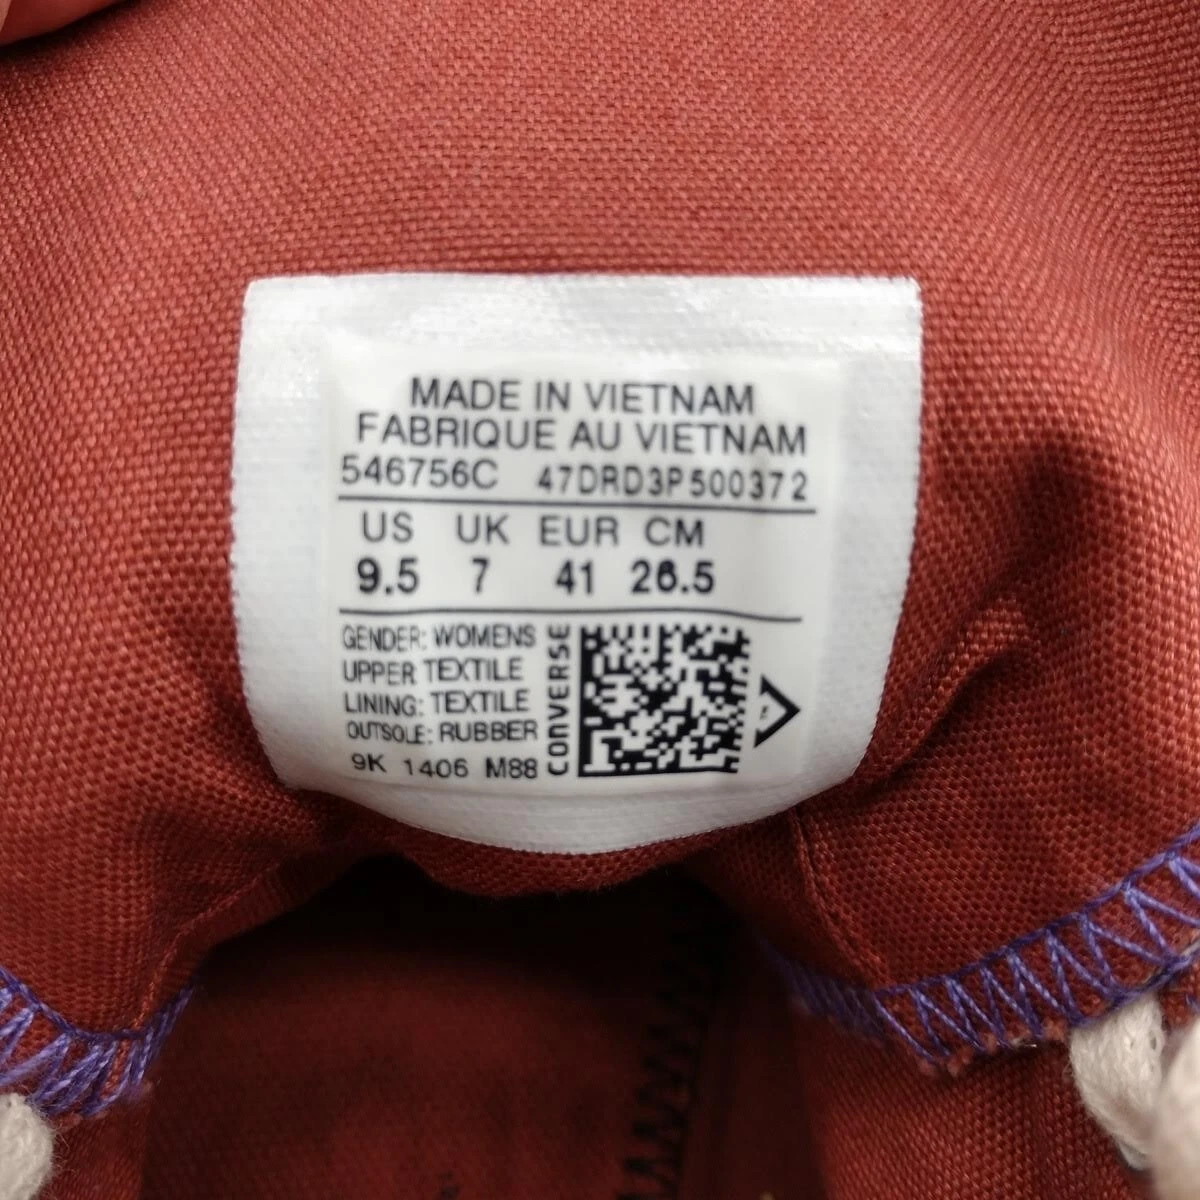 MADE IN VIETNAM
FABRIQUE AU VIETNAM
546756C 47DRD3P500372
US UK EUR CM
9.5 7 41 26.5
GENDER: WOMENS
UPPER TEXTILE
LINING: TEXTILE
OUTSOLE: RUBBER
9K 1406 M88
CONVERSE